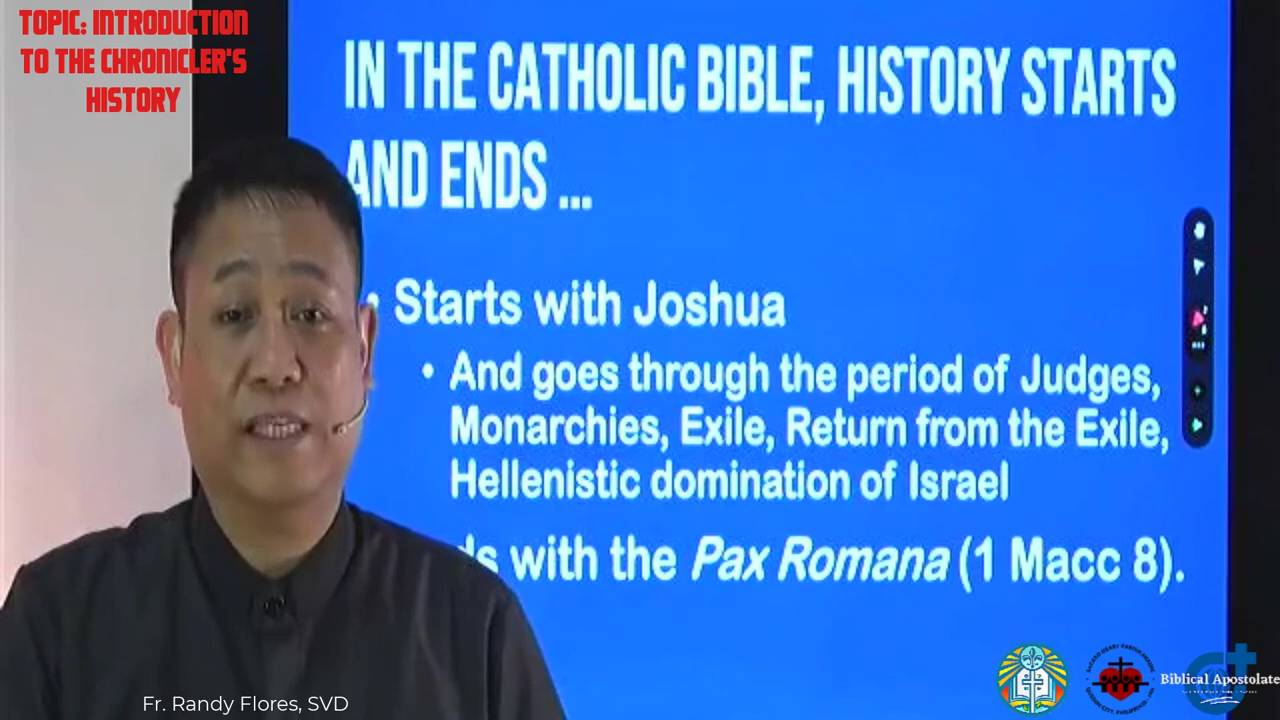 TOPIC: INTRODUCTION
TO THE CHRONICLER'S
HISTORY
IN THE CATHOLIC BIBLE, HISTORY STARTS
AND ENDS ...
• Starts with Joshua
• And goes through the period of Judges,
Monarchies, Exile, Return from the Exile,
Hellenistic domination of Israel
ds with the Pax Romana (1 Macc 8).
Fr. Randy Flores, SVD
Biblical Apostolate